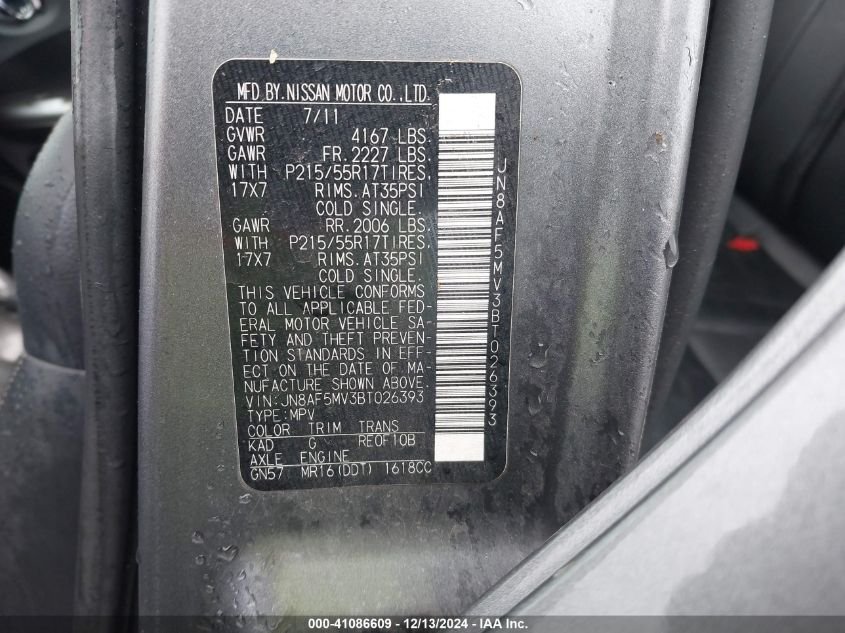 MFD BY.NISSAN MOTOR CO.,LTD.
DATE 7/11
GVWR 4167 LBS.
GAWR FR.2227 LBS.
WITH P215/55R17TIRES,
17X7 RIMS.AT35PSI
COLD SINGLE.
GAWR RR.2006 LBS.
WITH P215/55R17TIRES,
17X7 RIMS.AT35PSI
COLD SINGLE.
THIS VEHICLE CONFORMS
TO ALL APPLICABLE FED-
ERAL MOTOR VEHICLE SA-
FETY AND THEFT PREVEN-
TION STANDARDS IN EFF-
ECT ON THE DATE OF MA-
NUFACTURE SHOWN ABOVE.
VIN:JN8AF5MV3BT026393
TYPE:MPV
COLOR TRIM TRANS
KAD G RE0F10B
AXLE ENGINE
GN57 MR16(DDT) 1618CC
JN8AF5MV3BT026393
000-41086609 - 12/13/2024 - IAA Inc.